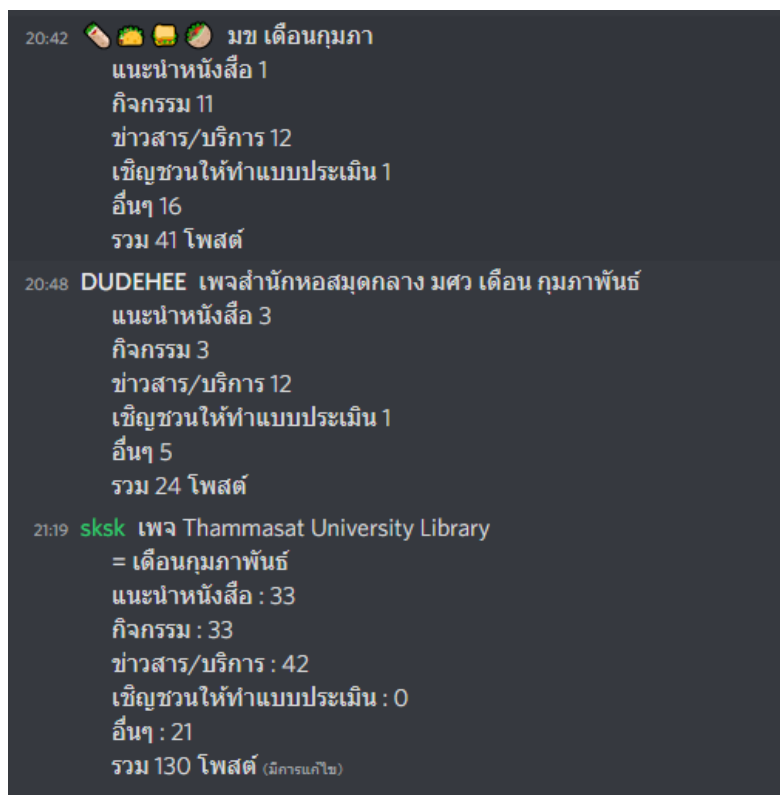 20:42 🌯 🌮 🥪 🥙 มข เดือนกุมภา
แนะนำหนังสือ 1
กิจกรรม 11
ข่าวสาร/บริการ 12
เชิญชวนให้ทำแบบประเมิน 1
อื่นๆ 16
รวม 41 โพสต์
20:48 DUDEHEE เพจสำนักหอสมุดกลาง มศว เดือน กุมภาพันธ์
แนะนำหนังสือ 3
กิจกรรม 3
ข่าวสาร/บริการ 12
เชิญชวนให้ทำแบบประเมิน 1
อื่นๆ 5
รวม 24 โพสต์
21:19 sksk เพจ Thammasat University Library
= เดือนกุมภาพันธ์
แนะนำหนังสือ : 33
กิจกรรม : 33
ข่าวสาร/บริการ : 42
เชิญชวนให้ทำแบบประเมิน : 0
อื่นๆ : 21
รวม 130 โพสต์ (มีการแก้ไข)